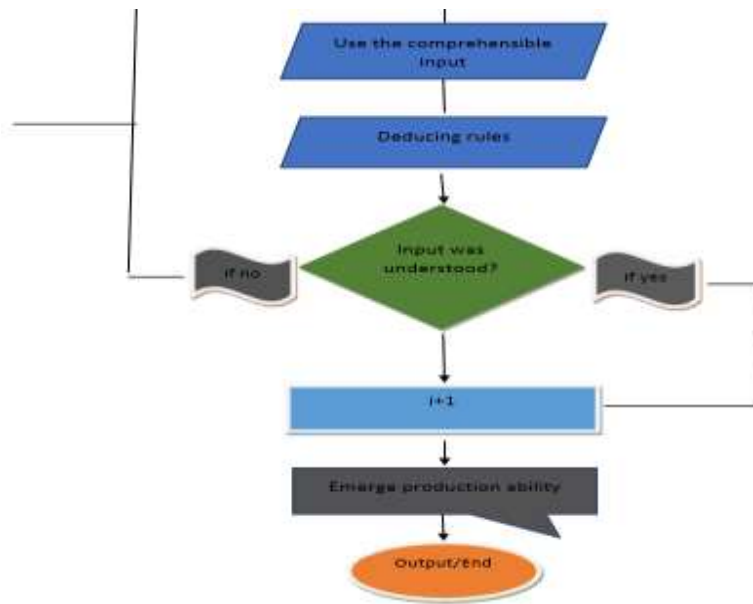 Use the comprehensible
Input
Deducing rules
Input was
understood?
if no
if yes
i+1
Emerge production ability
Output/End